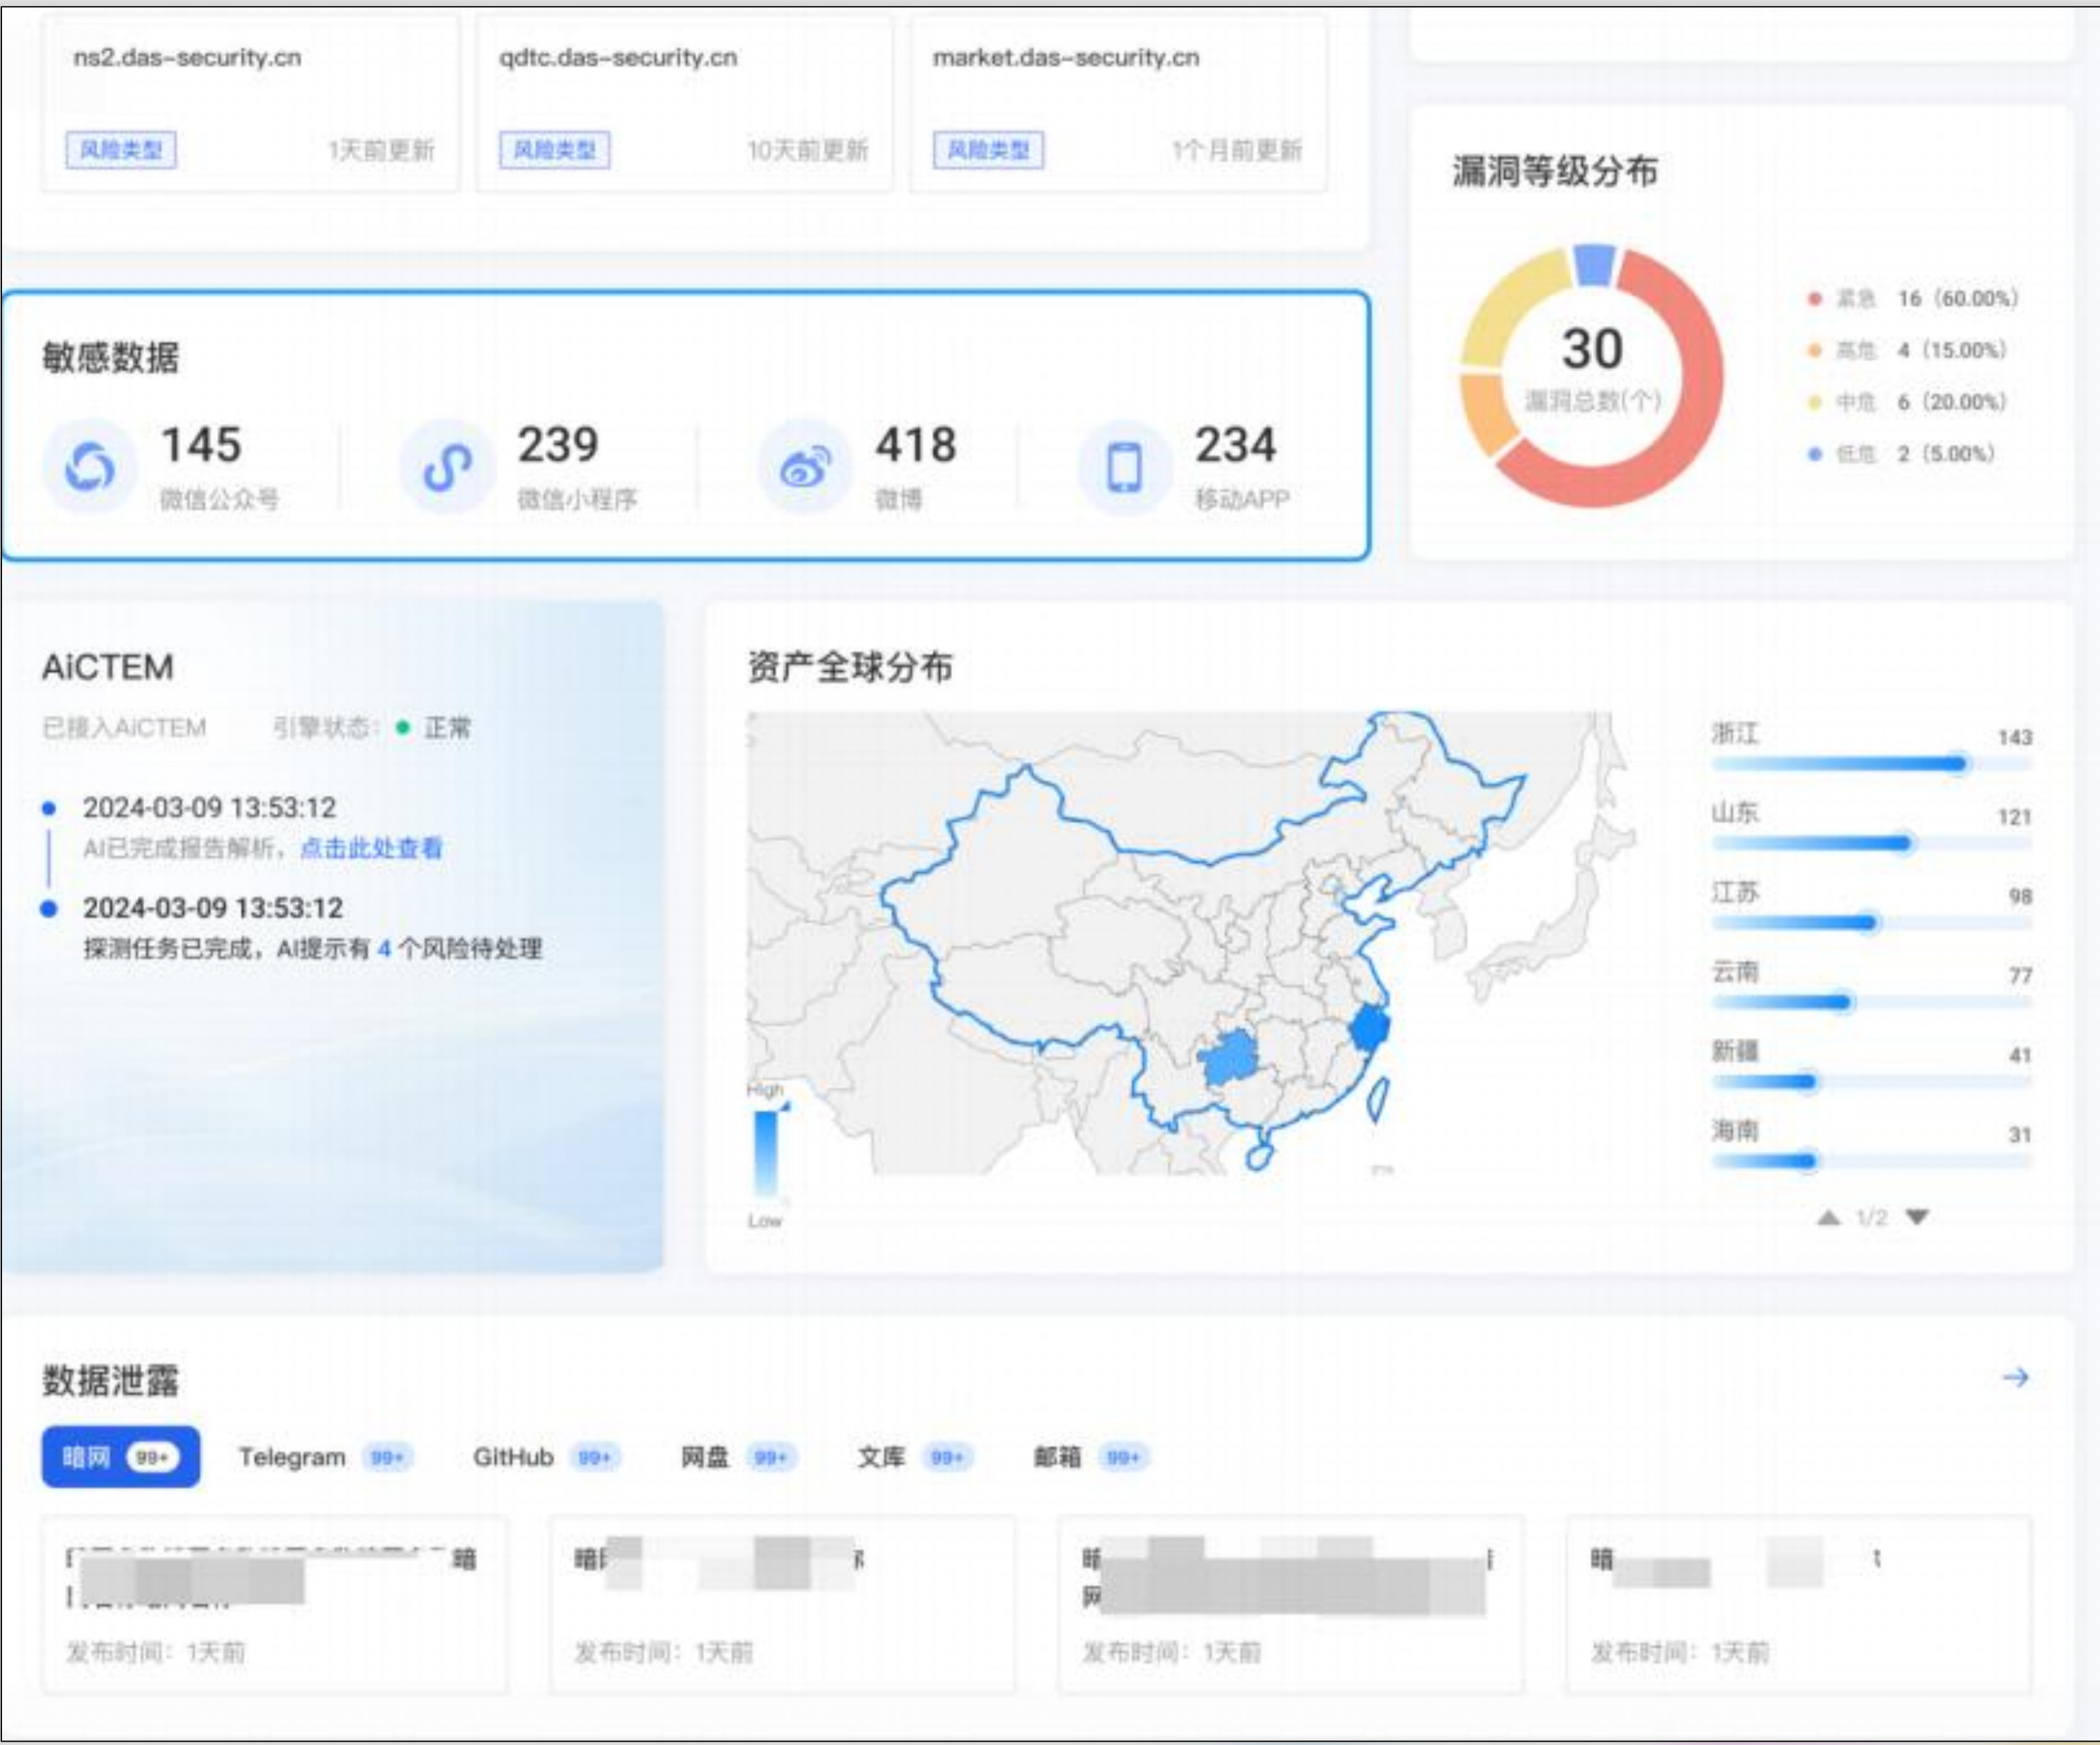 ns2.das-security.cn
qdtc.das-security.cn
market.das-security.cn
风险类型
1天前更新
风险类型
10天前更新
风险类型
1个月前更新
漏洞等级分布
30
漏洞总数(个)
紧急 16（60.00%）
高危 4（15.00%）
中危 6（20.00%）
低危 2（5.00%）
敏感数据
145
微信公众号
239
微信小程序
418
微博
234
移动APP
AiCTEM
已接入AiCTEM
引擎状态：正常
2024-03-09 13:53:12
AI已完成报告解析，点击此处查看
2024-03-09 13:53:12
探测任务已完成，AI提示有 4 个风险待处理
资产全球分布
High
Low
浙江 143
山东 121
江苏 98
云南 77
新疆 41
海南 31
1/2
数据泄露
暗网 99+
Telegram 99+
GitHub 99+
网盘 99+
文库 99+
邮箱 99+
暗
发布时间：1天前
暗
发布时间：1天前
暗
网
发布时间：1天前
暗
发布时间：1天前